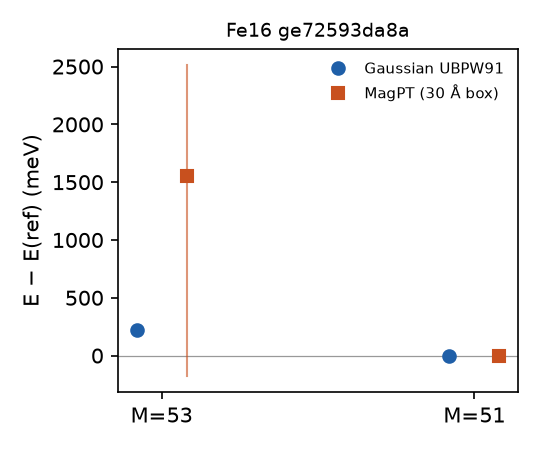 Fe16 ge72593da8a
Gaussian UBPW91
MagPT (30 Å box)
E − E(ref) (meV)
2500
2000
1500
1000
500
0
M=53
M=51